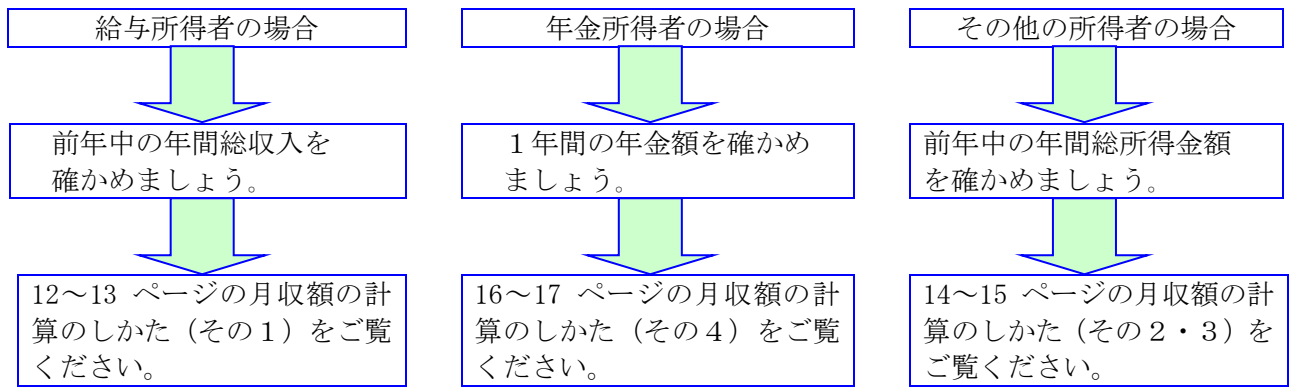 給与所得者の場合
前年中の年間総収入を
確かめましょう。
12～13 ページの月収額の計
算のしかた（その１）をご覧
ください。
年金所得者の場合
１年間の年金額を確かめ
ましょう。
16～17 ページの月収額の計
算のしかた（その４）をご覧
ください。
その他の所得者の場合
前年中の年間総所得金額
を確かめましょう。
14～15 ページの月収額の計
算のしかた（その２・３）を
ご覧ください。